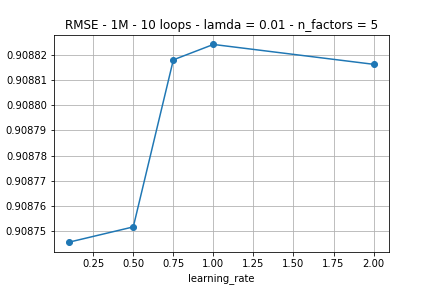 RMSE - 1M - 10 loops - lamda = 0.01 - n_factors = 5
0.90882
0.90881
0.90880
0.90879
0.90878
0.90877
0.90876
0.90875
0.25 0.50 0.75 1.00 1.25 1.50 1.75 2.00
learning_rate